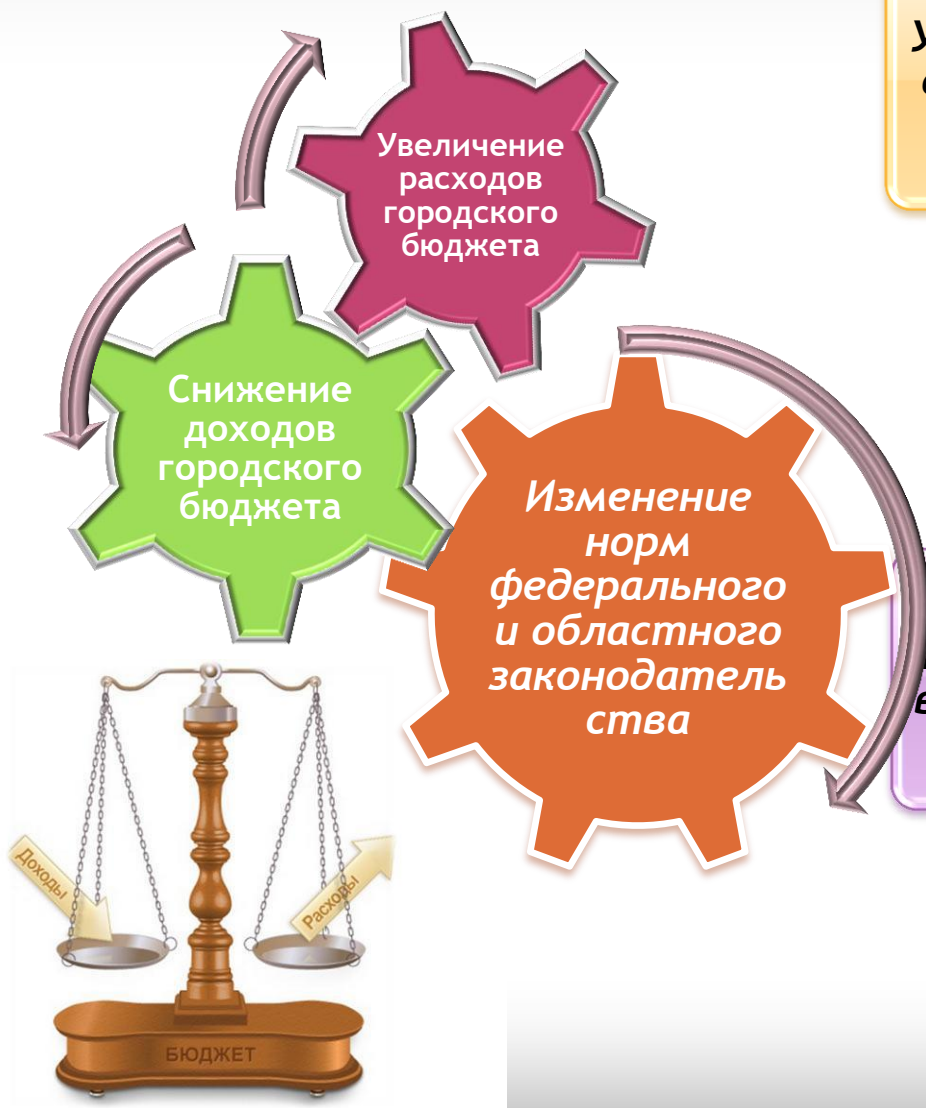 Увеличение
расходов
городского
бюджета
Снижение
доходов
городского
бюджета
Изменение
норм
федерального
и областного
законодатель
ства
Доходы
Расходы
БЮДЖЕТ